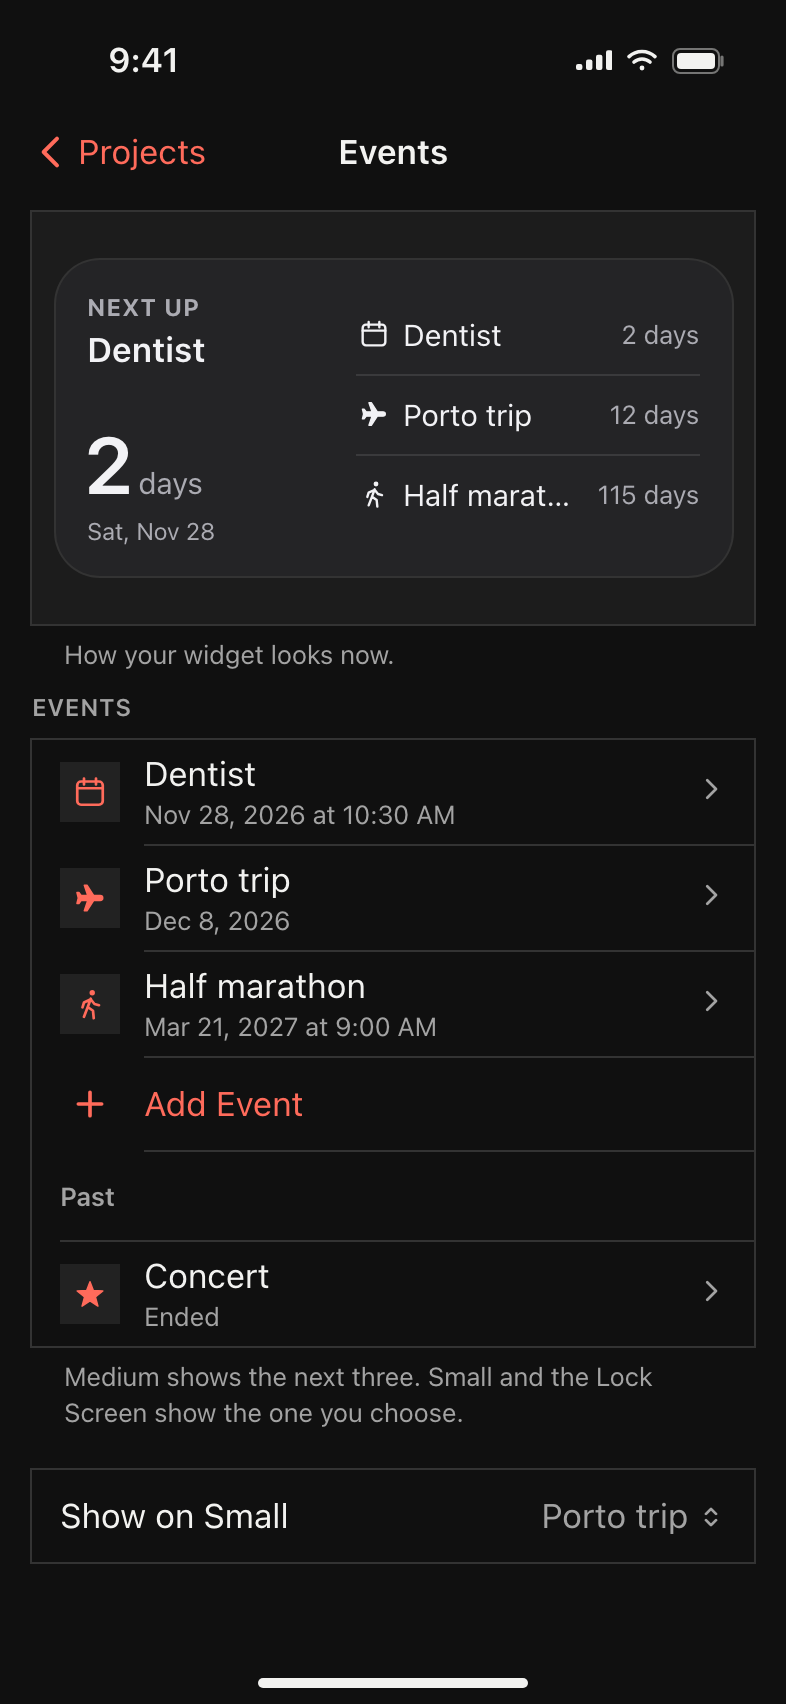 9:41
Projects
Events
NEXT UP
Dentist
2 days
Sat, Nov 28
Dentist 2 days
Porto trip 12 days
Half marat... 115 days
How your widget looks now.
EVENTS
Dentist
Nov 28, 2026 at 10:30 AM
Porto trip
Dec 8, 2026
Half marathon
Mar 21, 2027 at 9:00 AM
Add Event
Past
Concert
Ended
Medium shows the next three. Small and the Lock
Screen show the one you choose.
Show on Small Porto trip